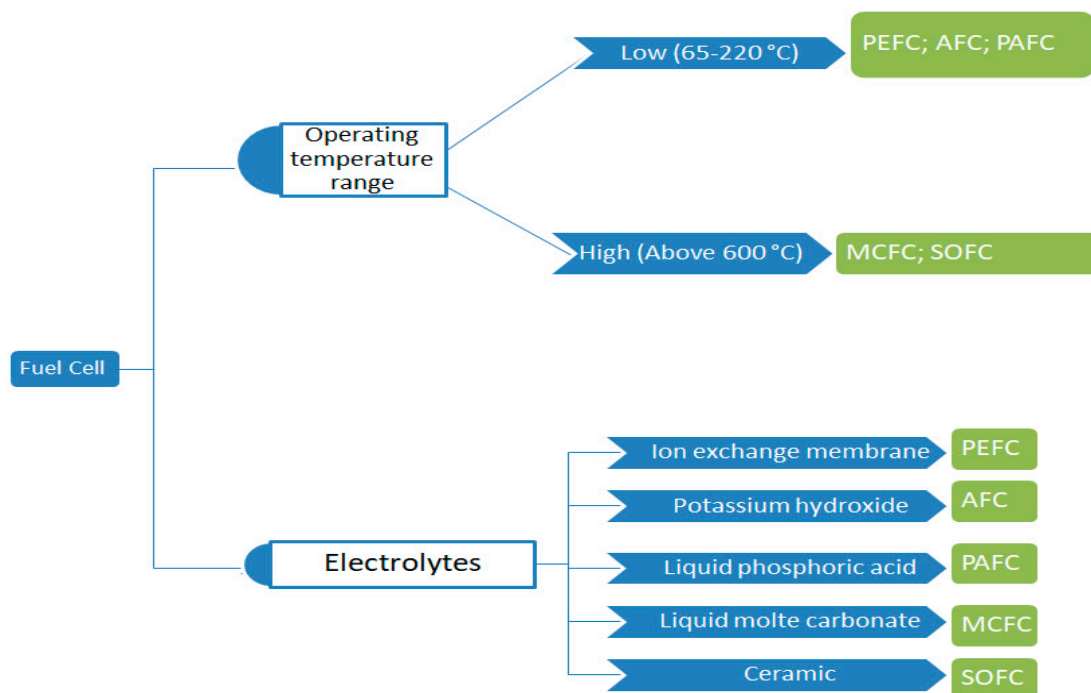 Low (65-220 °C)
PEFC; AFC; PAFC
Operating
temperature
range
High (Above 600 °C)
MCFC; SOFC
Fuel Cell
Ion exchange membrane
PEFC
Potassium hydroxide
AFC
Electrolytes
Liquid phosphoric acid
PAFC
Liquid molte carbonate
MCFC
Ceramic
SOFC